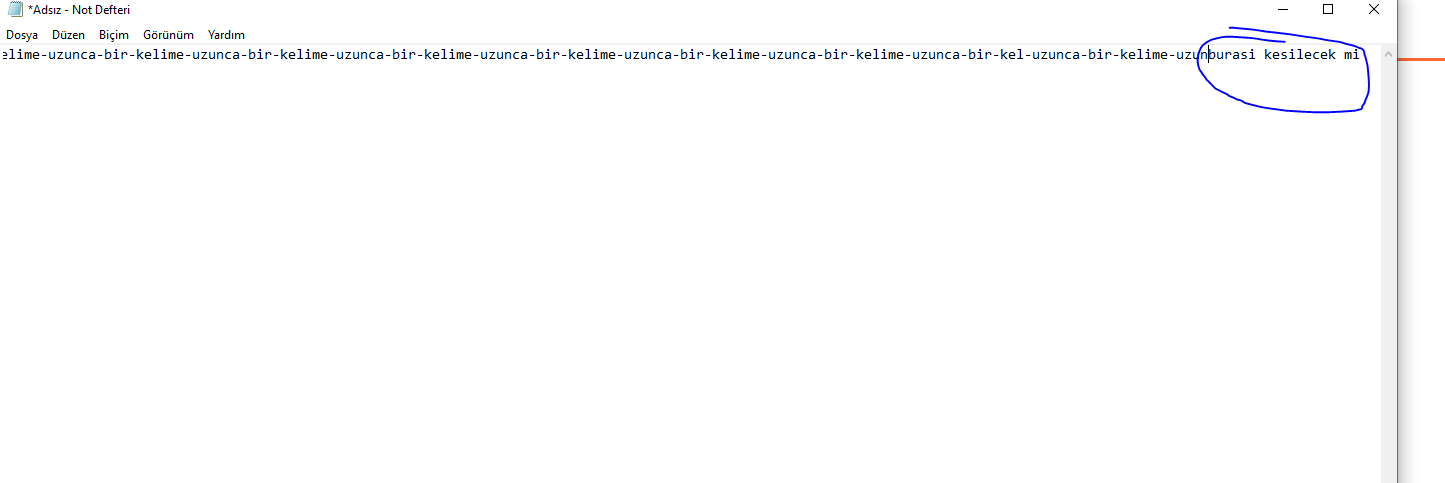 *Adsız - Not Defteri
Dosya Düzen Biçim Görünüm Yardım
elime-uzunca-bir-kelime-uzunca-bir-kelime-uzunca-bir-kelime-uzunca-bir-kelime-uzunca-bir-kelime-uzunca-bir-kelime-uzunca-bir-kel-uzunca-bir-kelime-uzunburasi kesilecek mi